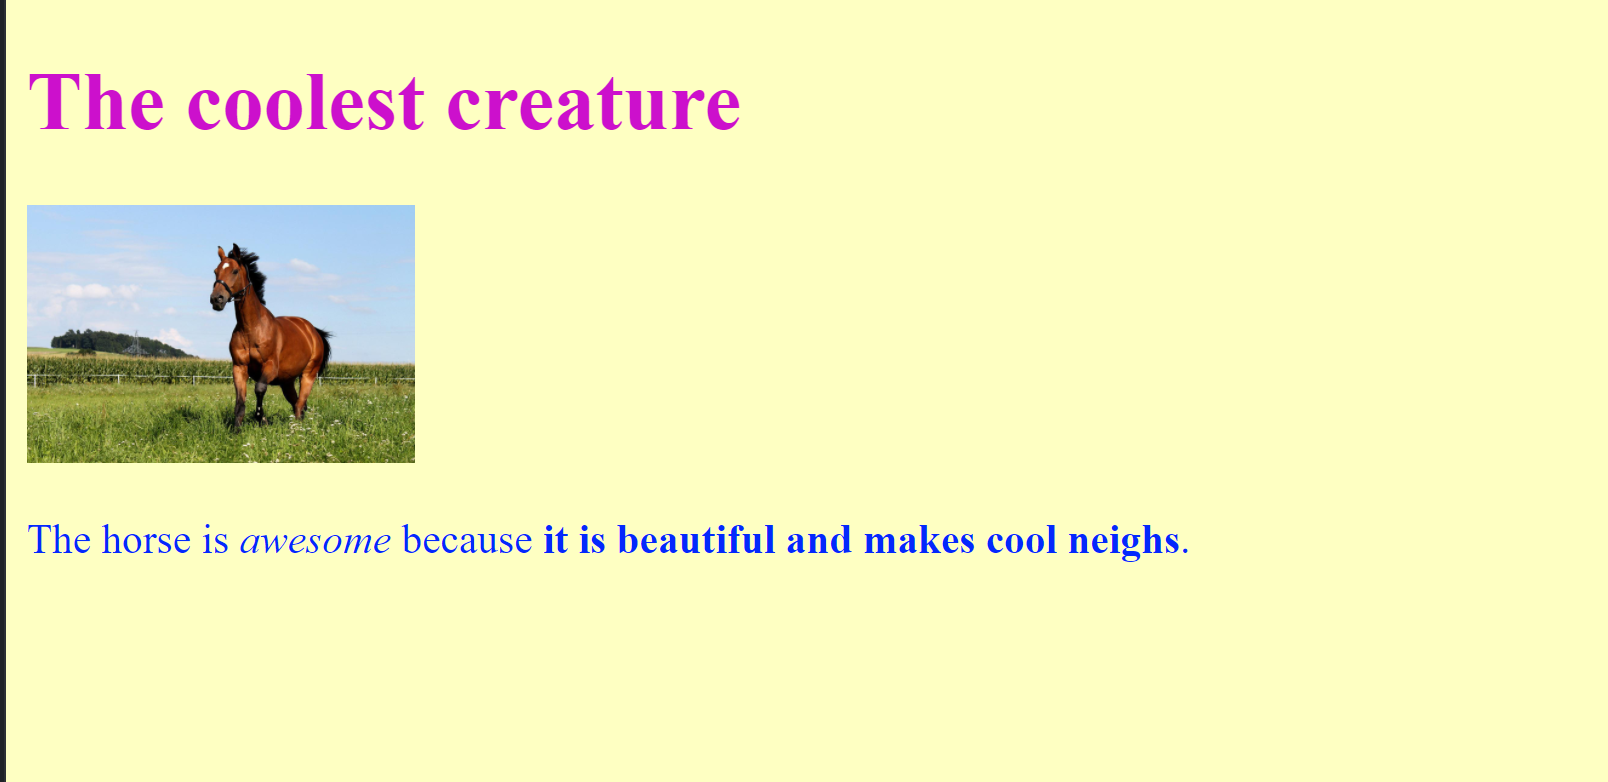 The coolest creature
The horse is awesome because it is beautiful and makes cool neighs.